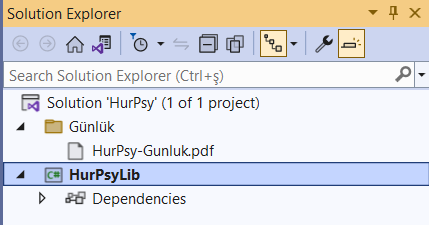 Solution Explorer
Search Solution Explorer (Ctrl+ş)
Solution 'HurPsy' (1 of 1 project)
Günlük
HurPsy-Gunluk.pdf
C# HurPsyLib
Dependencies